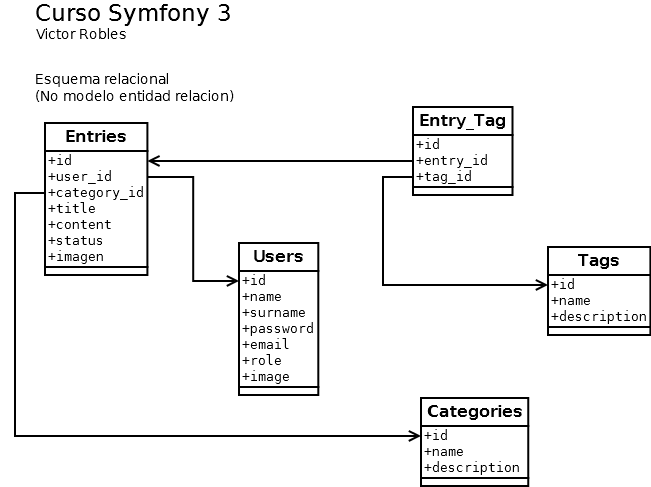 Curso Symfony 3
Victor Robles
Esquema relacional
(No modelo entidad relacion)
Entries
+id
+user_id
+category_id
+title
+content
+status
+imagen
Entry_Tag
+id
+entry_id
+tag_id
Users
+id
+name
+surname
+password
+email
+role
+image
Tags
+id
+name
+description
Categories
+id
+name
+description